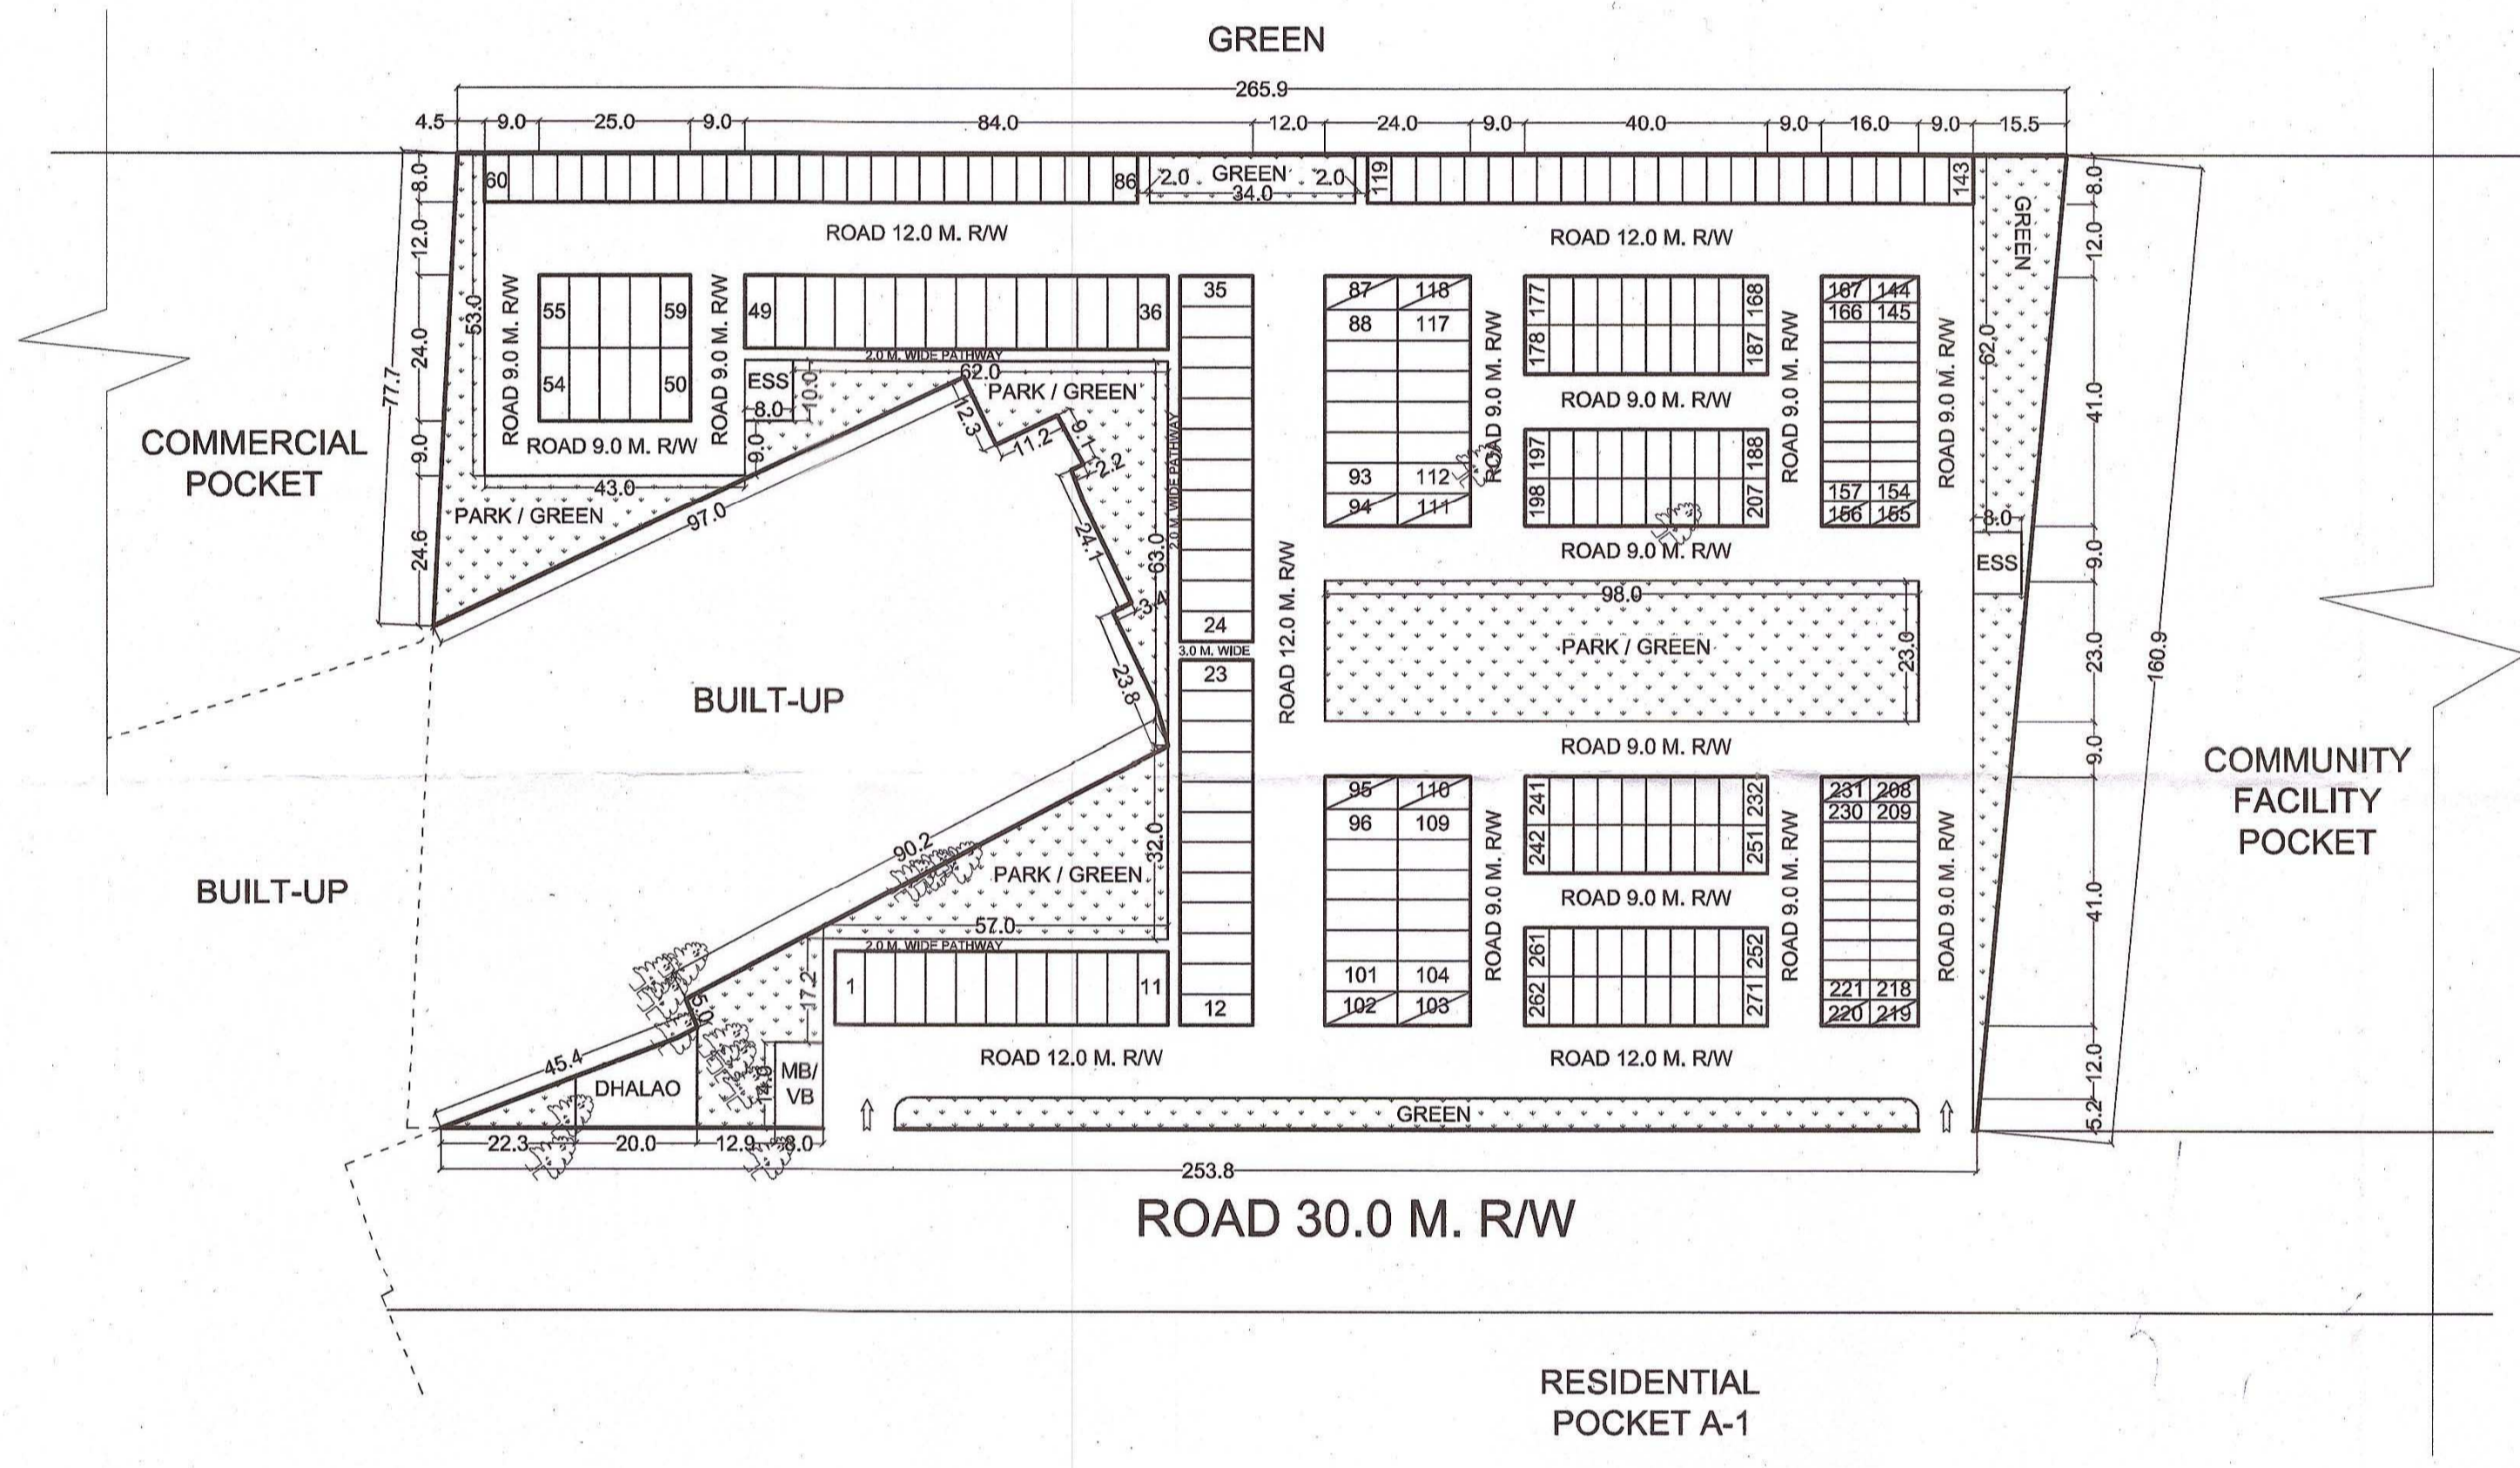 GREEN
265.9
4.5 9.0 25.0 9.0 84.0 12.0 24.0 9.0 40.0 9.0 16.0 9.0 15.5
60 86 2.0 GREEN 2.0 119 143
34.0
8.0 8.0
GREEN
ROAD 12.0 M. R/W ROAD 12.0 M. R/W
12.0 12.0
ROAD 9.0 M. R/W ROAD 9.0 M. R/W
55 59 49 36 35
54 50
53.0 24.0 77.7
2.0 M. WIDE PATHWAY
62.0
ESS 10.0
8.0
PARK / GREEN
9.0
12.3 11.2 9.1 2.2
24.1 3.4
23.8
63.0
2.0 M. WIDE PATHWAY
87 118
88 117
93 112
94 111
ROAD 9.0 M. R/W
177 168
178 187
ROAD 9.0 M. R/W
197 188
198 207
ROAD 9.0 M. R/W
ROAD 9.0 M. R/W
167 144
166 145
157 154
156 155
ROAD 9.0 M. R/W
62.0
41.0
8.0
ESS
9.0
COMMERCIAL
POCKET
ROAD 9.0 M. R/W
9.0
43.0
PARK / GREEN
97.0
24.6
24
3.0 M. WIDE
23
ROAD 12.0 M. R/W
98.0
PARK / GREEN
23.0 23.0
160.9
BUILT-UP
ROAD 9.0 M. R/W
9.0
COMMUNITY
FACILITY
POCKET
BUILT-UP
90.2
32.0
PARK / GREEN
57.0
2.0 M. WIDE PATHWAY
17.2
1 11 12
95 110
96 109
101 104
102 103
ROAD 9.0 M. R/W
241 232
242 251
ROAD 9.0 M. R/W
261 252
262 271
ROAD 9.0 M. R/W
231 208
230 209
221 218
220 219
ROAD 9.0 M. R/W
41.0
5.0
45.4
DHALAO
14.0
MB/
VB
ROAD 12.0 M. R/W ROAD 12.0 M. R/W
12.0
GREEN
5.2
22.3 20.0 12.9 8.0
253.8
ROAD 30.0 M. R/W
RESIDENTIAL
POCKET A-1